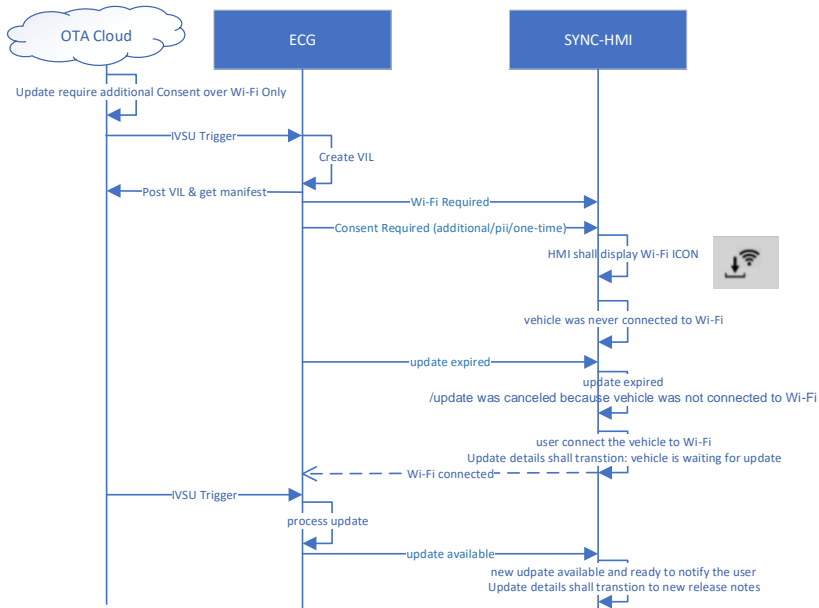 OTA Cloud
ECG
SYNC-HMI
Update require additional Consent over Wi-Fi Only
IVSU Trigger
Create VIL
Post VIL & get manifest
Wi-Fi Required
Consent Required (additional/pii/one-time)
HMI shall display Wi-Fi ICON
vehicle was never connected to Wi-Fi
update expired
update expired
/update was canceled because vehicle was not connected to Wi-Fi
user connect the vehicle to Wi-Fi
Update details shall transtion: vehicle is waiting for update
Wi-Fi connected
IVSU Trigger
process update
update available
new udpate available and ready to notify the user
Update details shall transtion to new release notes